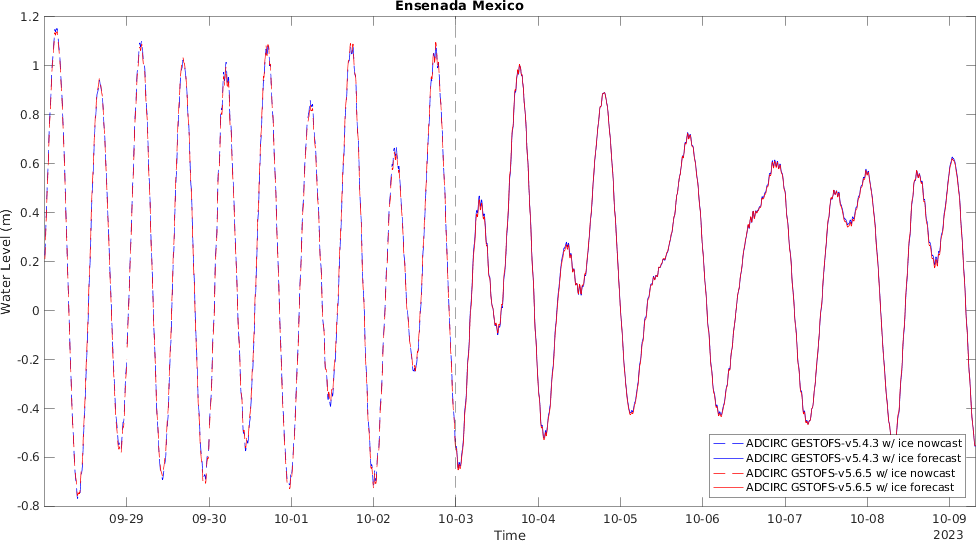 Ensenada Mexico
1.2
1
0.8
0.6
0.4
0.2
0
-0.2
-0.4
-0.6
-0.8
Water Level (m)
ADCIRC GESTOFS-v5.4.3 w/ ice nowcast
ADCIRC GESTOFS-v5.4.3 w/ ice forecast
ADCIRC GSTOFS-v5.6.5 w/ ice nowcast
ADCIRC GSTOFS-v5.6.5 w/ ice forecast
09-29 09-30 10-01 10-02 10-03 10-04 10-05 10-06 10-07 10-08 10-09
Time
2023